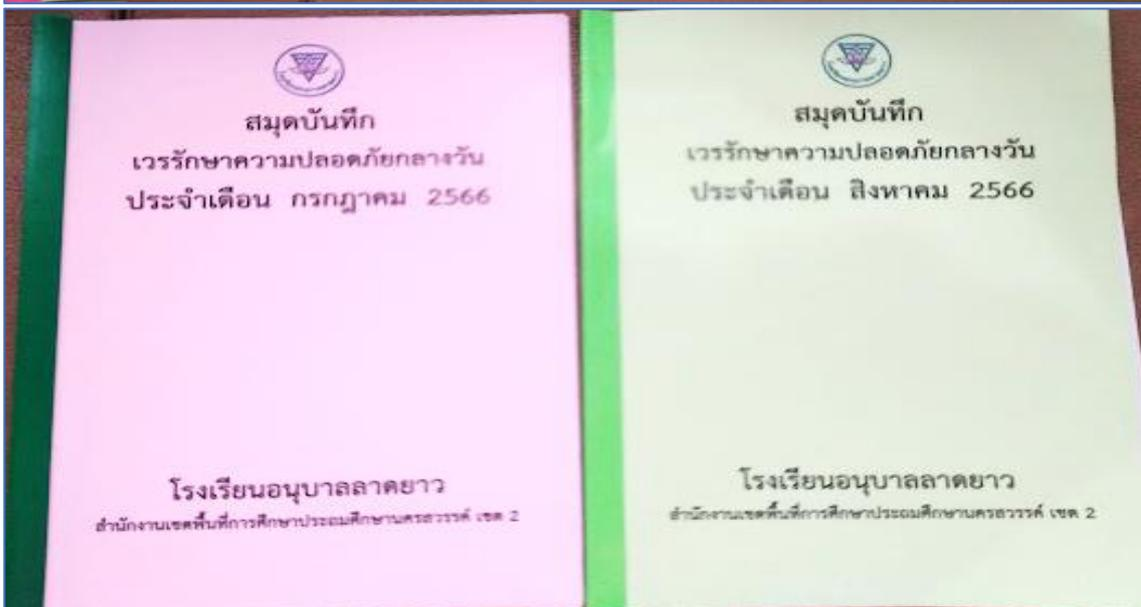 สมุดบันทึก
เวรรักษาความปลอดภัยกลางวัน
ประจำเดือน กรกฎาคม 2566
โรงเรียนอนุบาลลาดยาว
สำนักงานเขตพื้นที่การศึกษาประถมศึกษานครสวรรค์ เขต 2
สมุดบันทึก
เวรรักษาความปลอดภัยกลางวัน
ประจำเดือน สิงหาคม 2566
โรงเรียนอนุบาลลาดยาว
สำนักงานเขตพื้นที่การศึกษาประถมศึกษานครสวรรค์ เขต 2